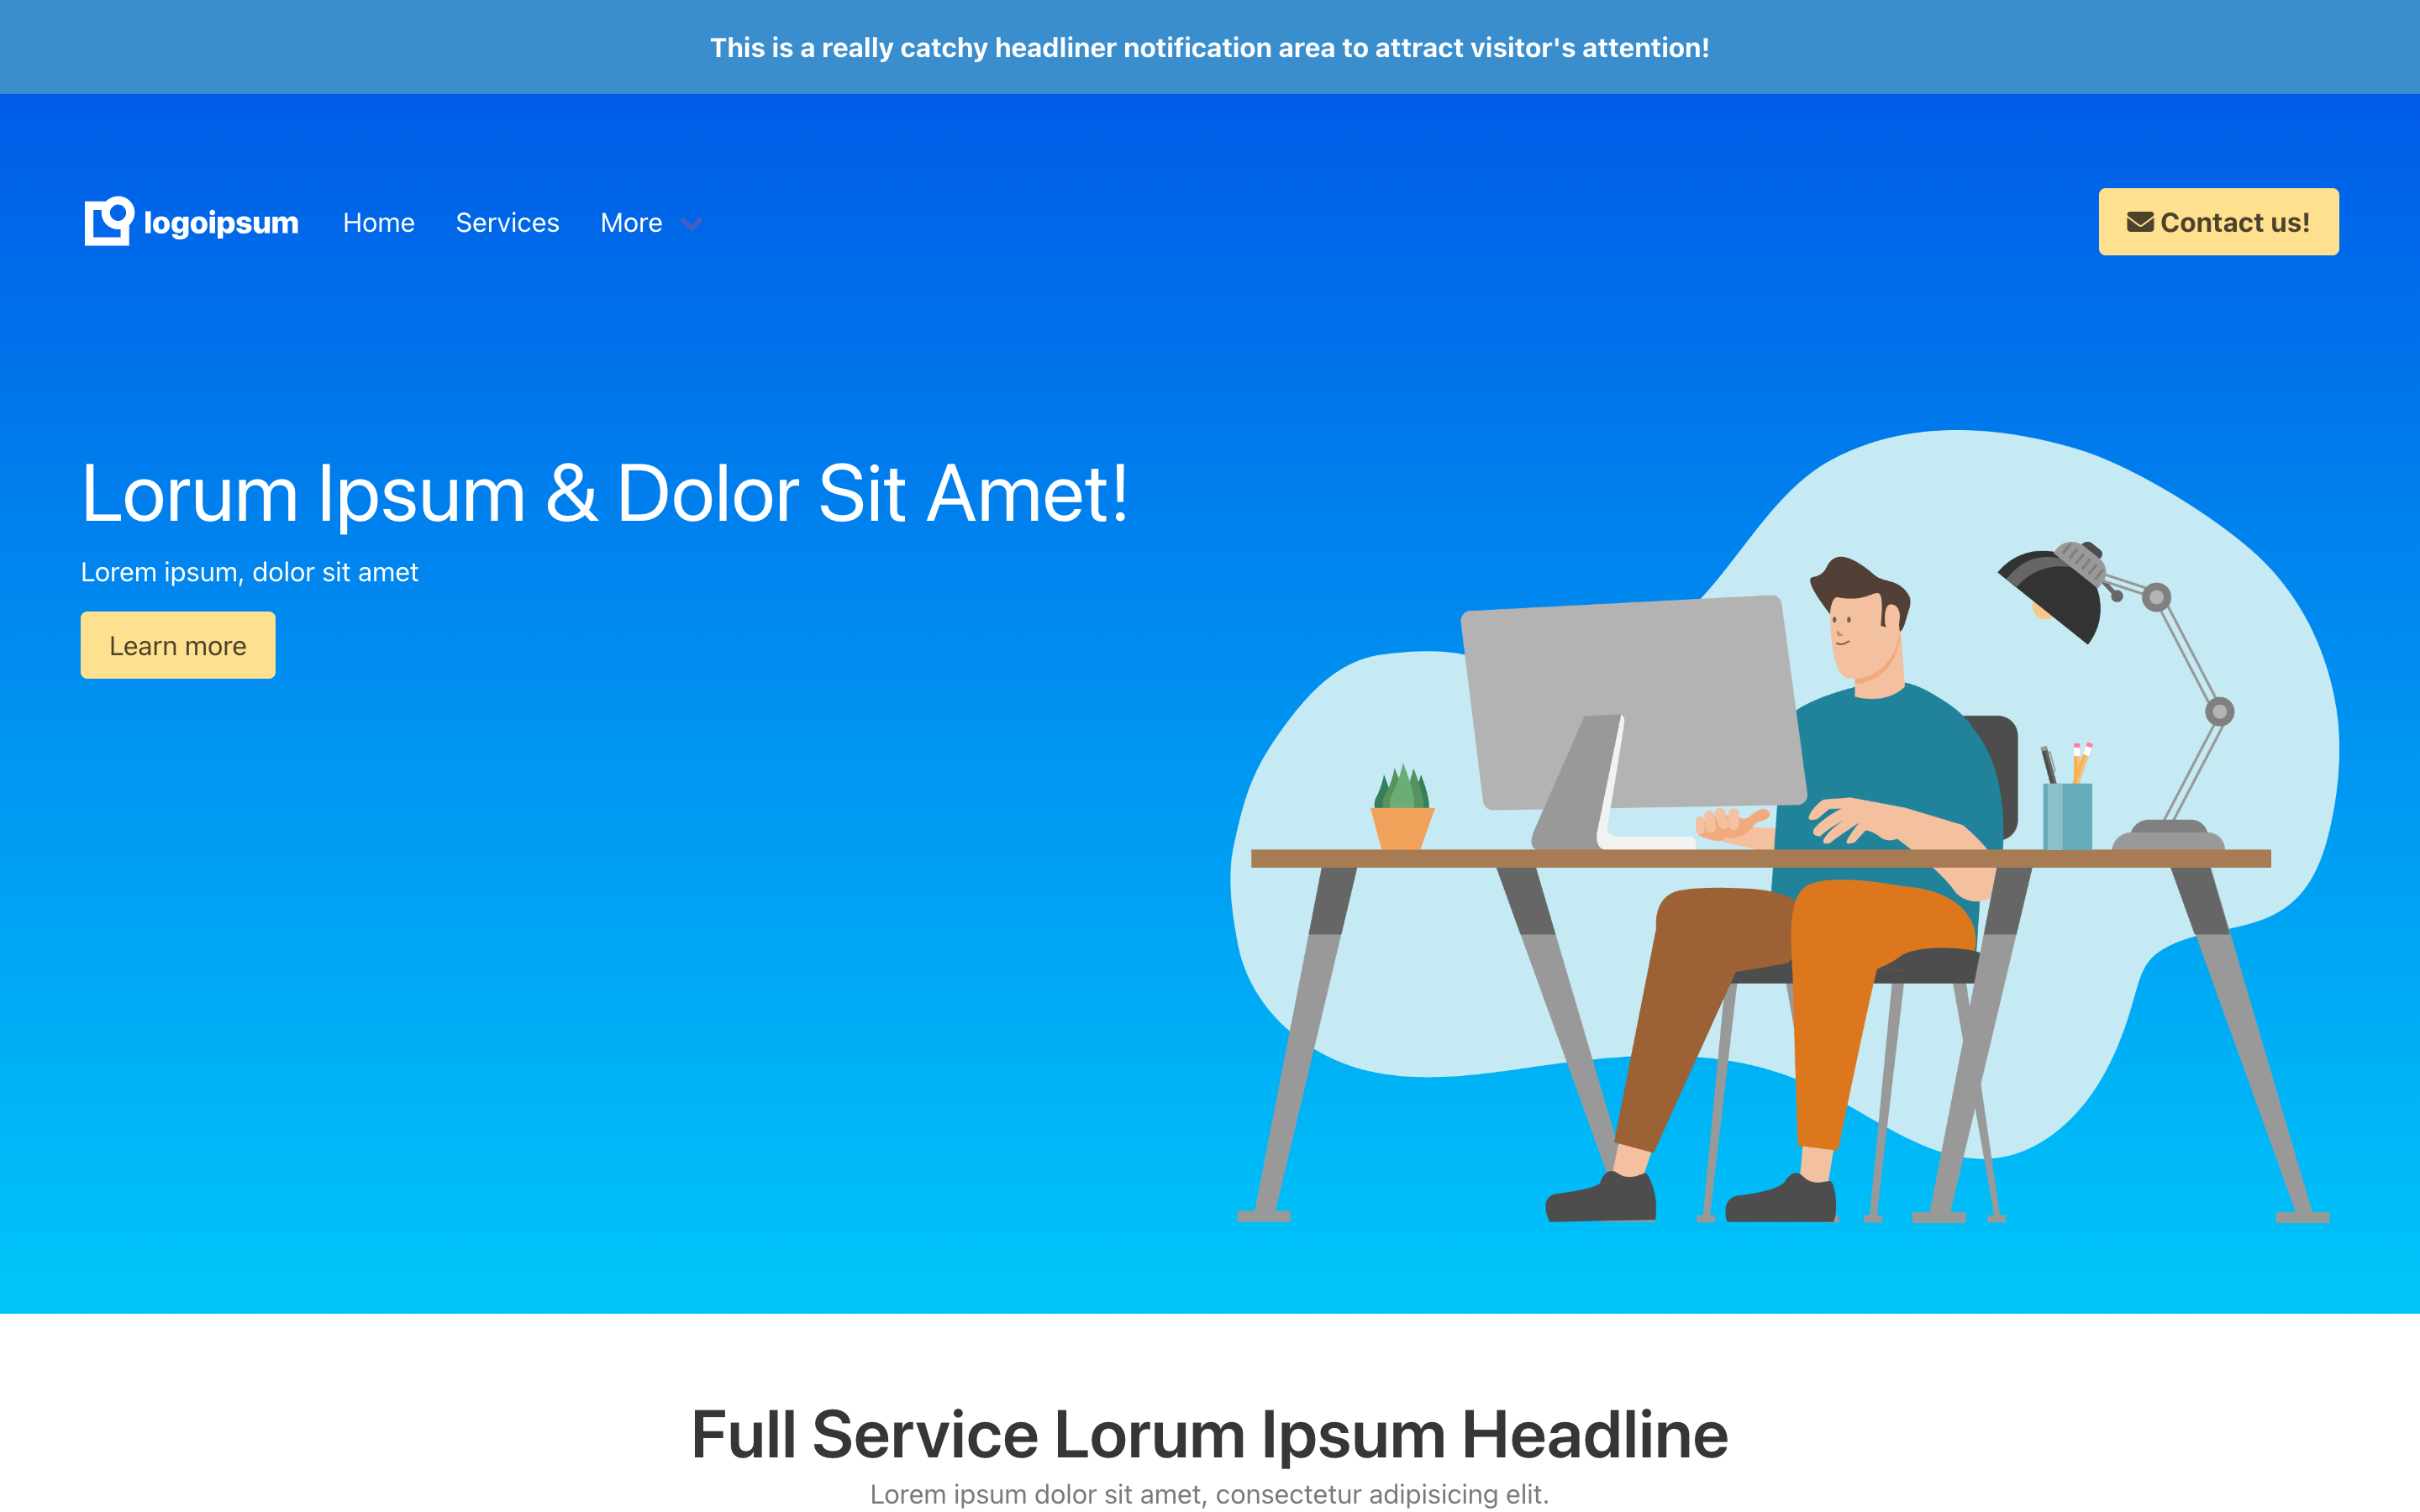 This is a really catchy headliner notification area to attract visitor's attention!
logoipsum Home Services More Contact us!
Lorum Ipsum & Dolor Sit Amet!
Lorem ipsum, dolor sit amet
Learn more
Full Service Lorum Ipsum Headline
Lorem ipsum dolor sit amet, consectetur adipisicing elit.